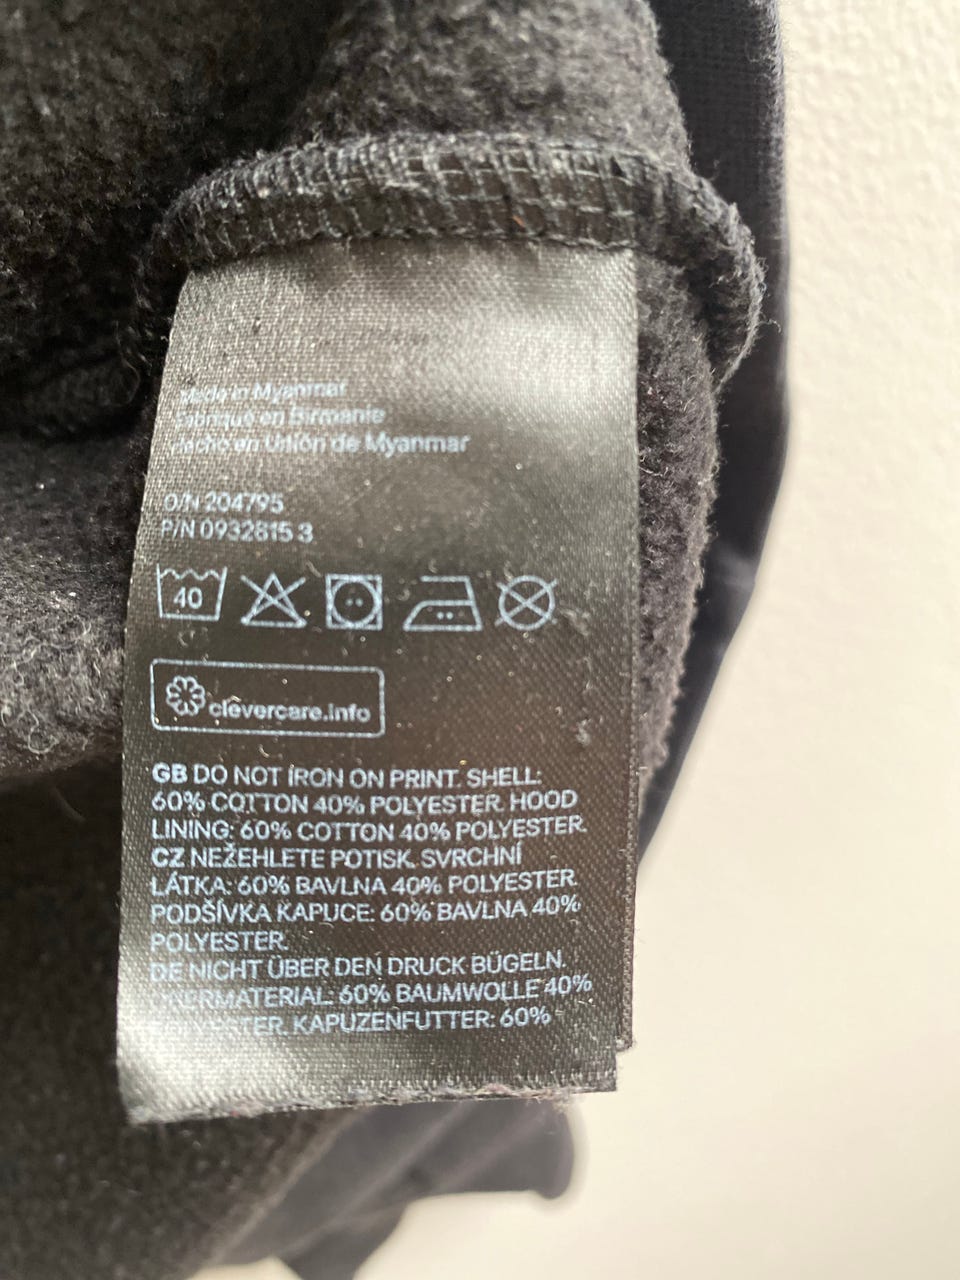 Made in Myanmar
Fabriqué en Birmanie
Hecho en Unión de Myanmar
O/N 204795
P/N 0932815 3
40
clevercare.info
GB DO NOT IRON ON PRINT. SHELL:
60% COTTON 40% POLYESTER. HOOD
LINING: 60% COTTON 40% POLYESTER.
CZ NEŽEHLETE POTISK. SVRCHNÍ
LÁTKA: 60% BAVLNA 40% POLYESTER.
PODŠÍVKA KAPUCE: 60% BAVLNA 40%
POLYESTER.
DE NICHT ÜBER DEN DRUCK BÜGELN.
OBERMATERIAL: 60% BAUMWOLLE 40%
POLYESTER. KAPUZENFUTTER: 60%